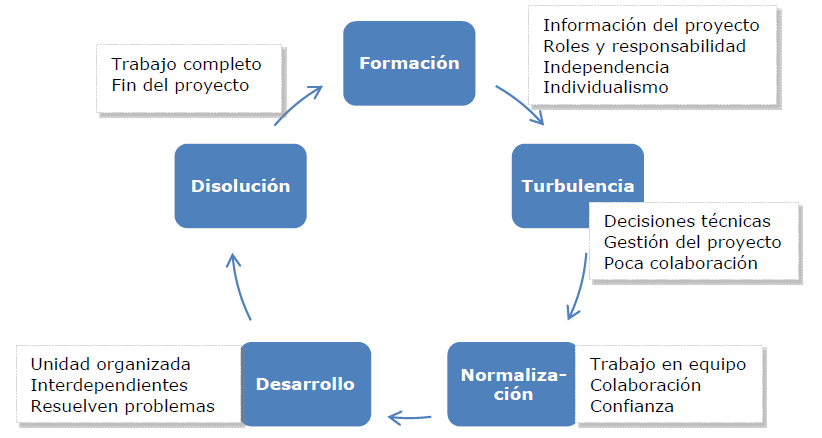 Formación
Información del proyecto
Roles y responsabilidad
Independencia
Individualismo
Turbulencia
Decisiones técnicas
Gestión del proyecto
Poca colaboración
Normaliza-
ción
Trabajo en equipo
Colaboración
Confianza
Desarrollo
Unidad organizada
Interdependientes
Resuelven problemas
Disolución
Trabajo completo
Fin del proyecto